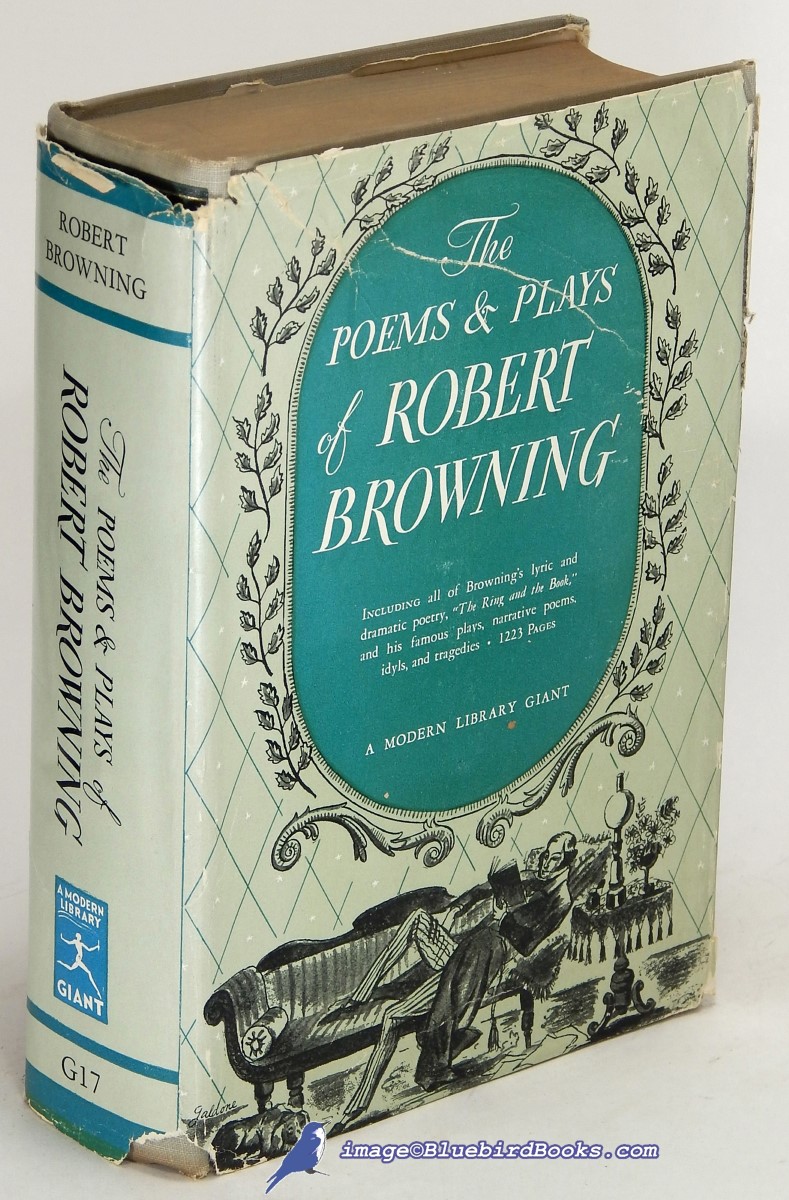 ROBERT
BROWNING
The POEMS & PLAYS of
ROBERT BROWNING
A MODERN
LIBRARY
GIANT
G17
The
POEMS & PLAYS
of ROBERT
BROWNING
INCLUDING all of Browning's lyric and
dramatic poetry, "The Ring and the Book,"
and his famous plays, narrative poems,
idyls, and tragedies • 1223 PAGES
A MODERN LIBRARY GIANT
Galdone
image©BluebirdBooks.com